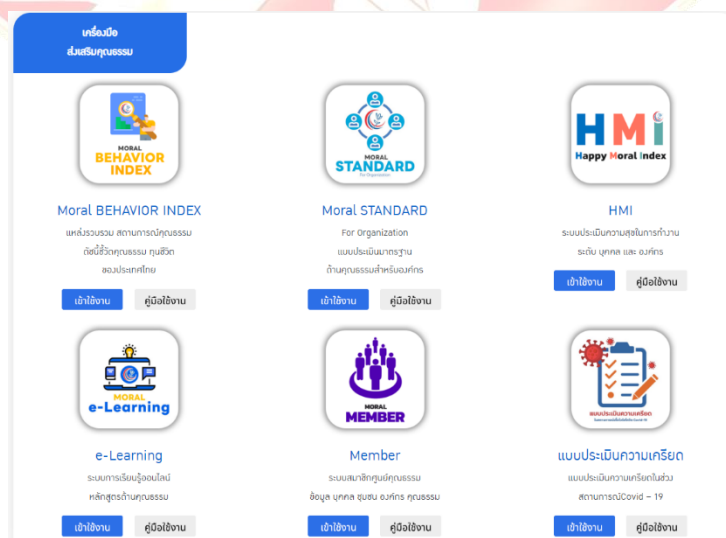 เครื่องมือ
ส่งเสริมคุณธรรม
MORAL
BEHAVIOR
INDEX
Moral BEHAVIOR INDEX
แหล่งรวบรวม สถานการณ์คุณธรรม
ดัชนีชี้วัดคุณธรรม ทุนชีวิต
ของประเทศไทย
เข้าใช้งาน คู่มือใช้งาน
MORAL
STANDARD
For Organization
Moral STANDARD
For Organization
แบบประเมินมาตรฐาน
ด้านคุณธรรมสำหรับองค์กร
เข้าใช้งาน คู่มือใช้งาน
HMi
Happy Moral Index
HMI
ระบบประเมินความสุขในการทำงาน
ระดับ บุคคล และ องค์กร
เข้าใช้งาน คู่มือใช้งาน
MORAL
e-Learning
e-Learning
ระบบการเรียนรู้ออนไลน์
หลักสูตรด้านคุณธรรม
เข้าใช้งาน คู่มือใช้งาน
MORAL
MEMBER
Member
ระบบสมาชิกศูนย์คุณธรรม
ข้อมูล บุคคล ชุมชน องค์กร คุณธรรม
เข้าใช้งาน คู่มือใช้งาน
แบบประเมินความเครียด
แบบประเมินความเครียด
แบบประเมินความเครียดในช่วง
สถานการณ์Covid – 19
เข้าใช้งาน คู่มือใช้งาน